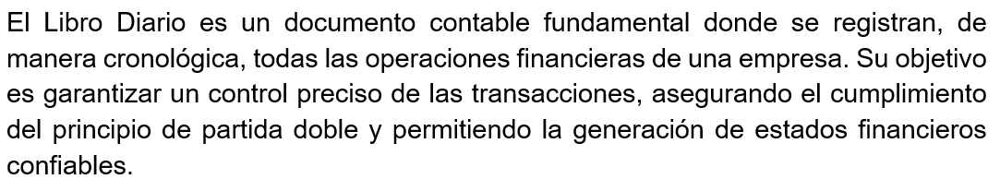 El Libro Diario es un documento contable fundamental donde se registran, de
manera cronológica, todas las operaciones financieras de una empresa. Su objetivo
es garantizar un control preciso de las transacciones, asegurando el cumplimiento
del principio de partida doble y permitiendo la generación de estados financieros
confiables.